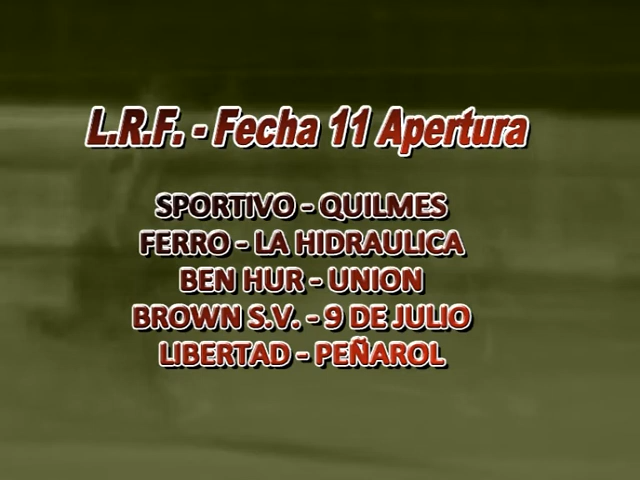 L.R.F. - Fecha 11 Apertura
SPORTIVO - QUILMES
FERRO - LA HIDRAULICA
BEN HUR - UNION
BROWN S.V. - 9 DE JULIO
LIBERTAD - PEÑAROL